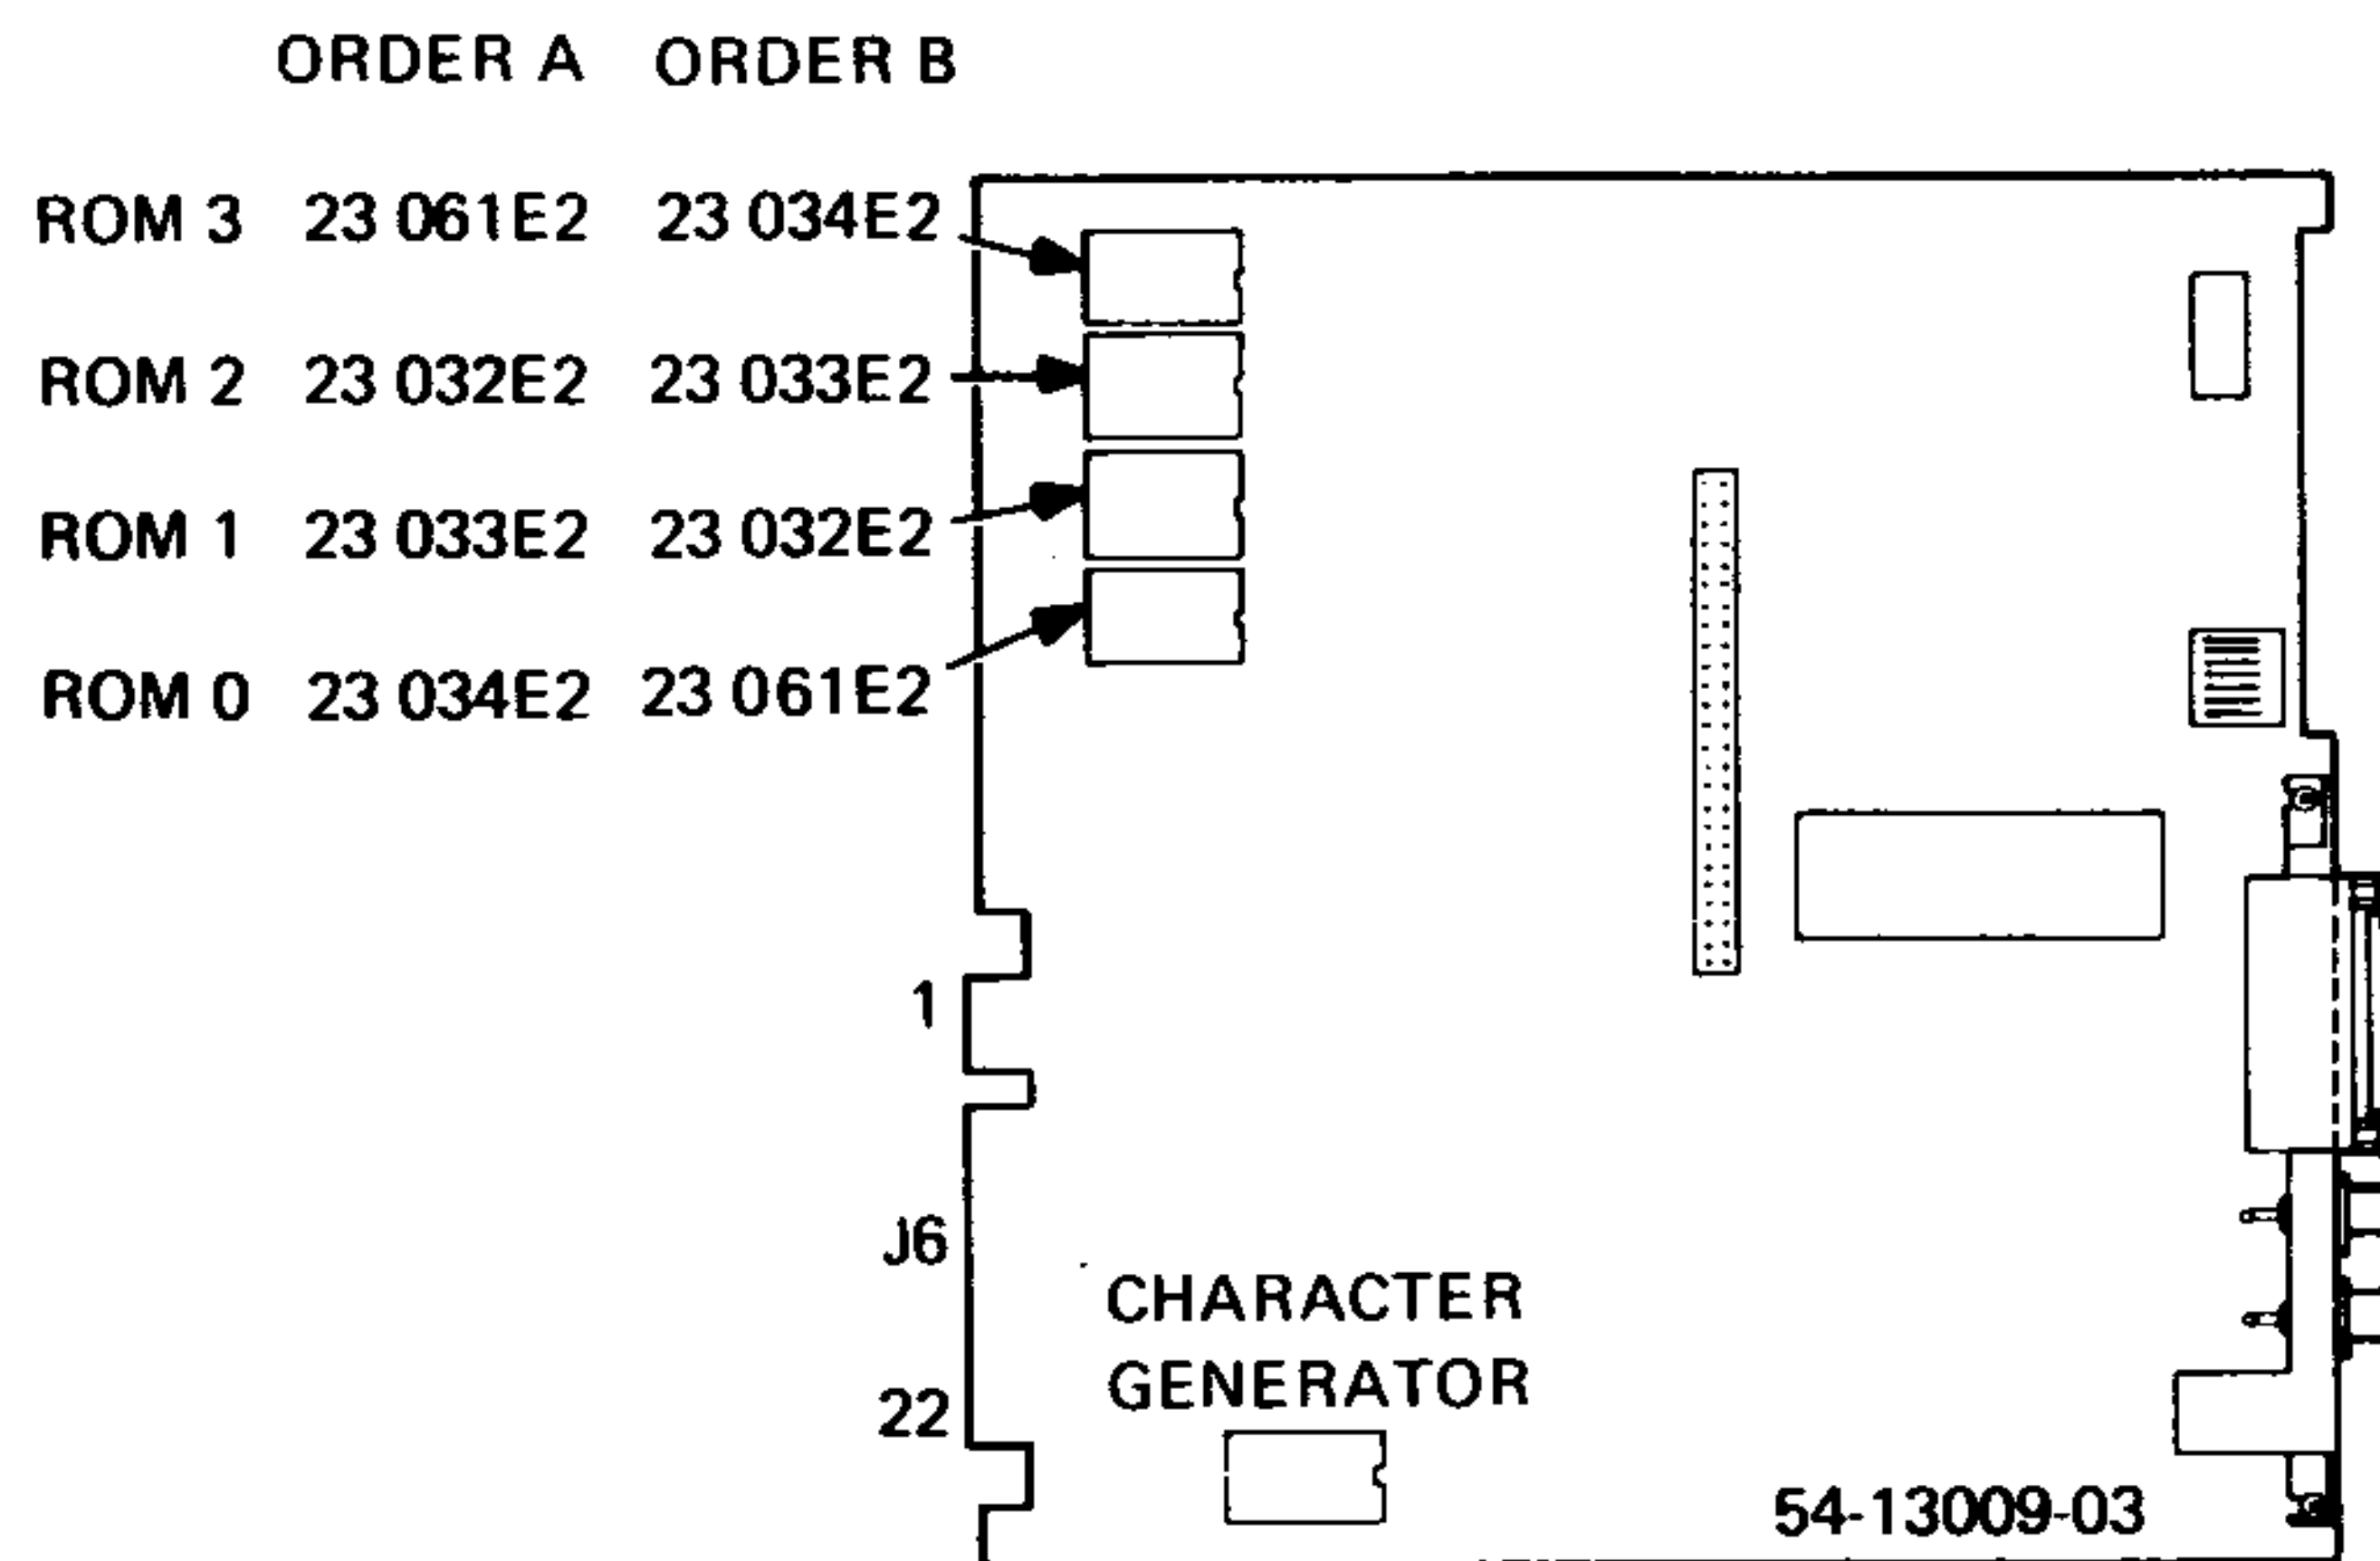 ORDER A ORDER B
ROM 3 23 061E2 23 034E2
ROM 2 23 032E2 23 033E2
ROM 1 23 033E2 23 032E2
ROM 0 23 034E2 23 061E2
1
J6
CHARACTER
GENERATOR
22
54-13009-03